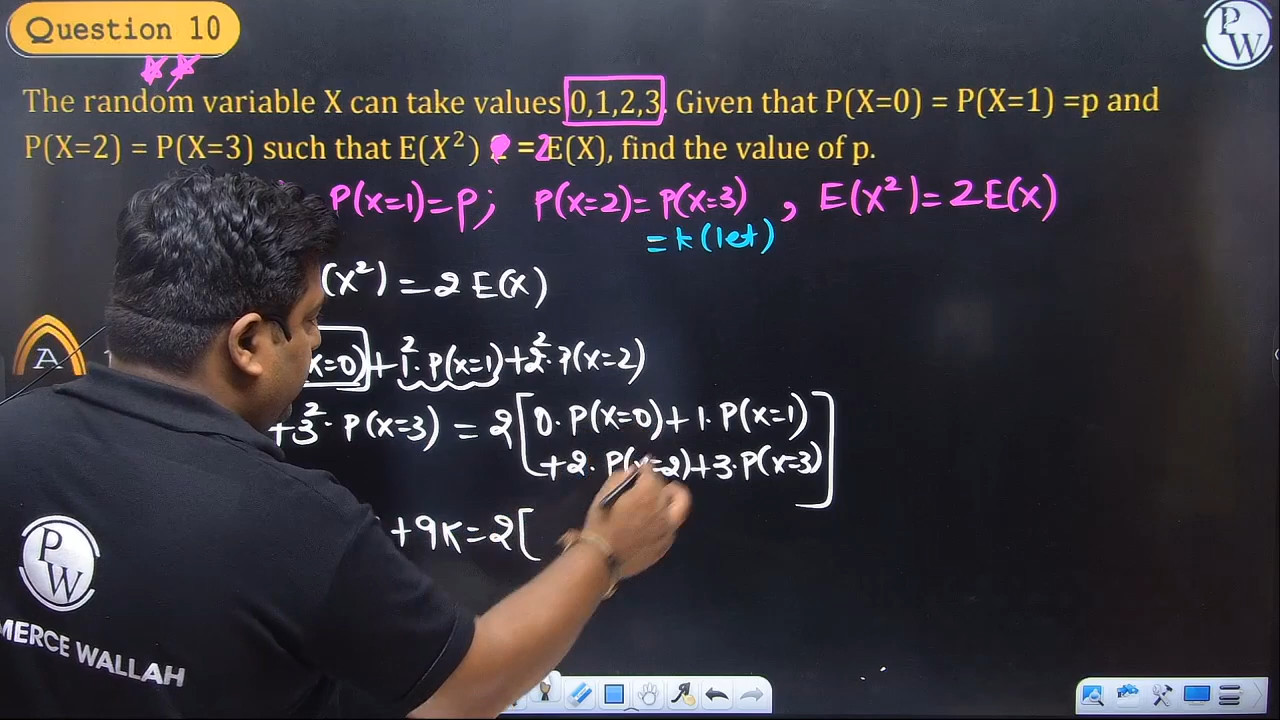 Question 10
PW
The random variable X can take values 0,1,2,3. Given that P(X=0) = P(X=1) =p and
P(X=2) = P(X=3) such that E(X²) = 2E(X), find the value of p.
P(x=1)=p; P(x=2)=P(x=3), E(x²)=2E(x)
=k(let)
(x²)=2 E(x)
A
x=0)+1²·P(x=1)+2²·P(x=2)
+3²·P(x=3)=2[0·P(x=0)+1·P(x=1)
+2·P(x=2)+3·P(x=3)]
+9k=2[
PW
MERCE WALLAH